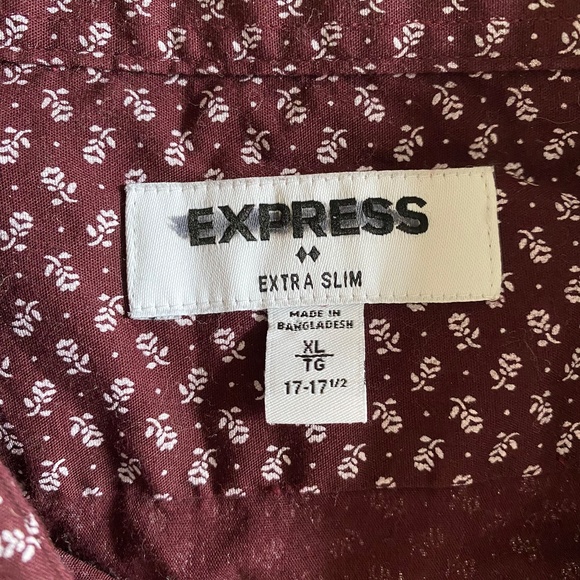 EXPRESS
EXTRA SLIM
MADE IN
BANGLADESH
XL
TG
17-17 1/2